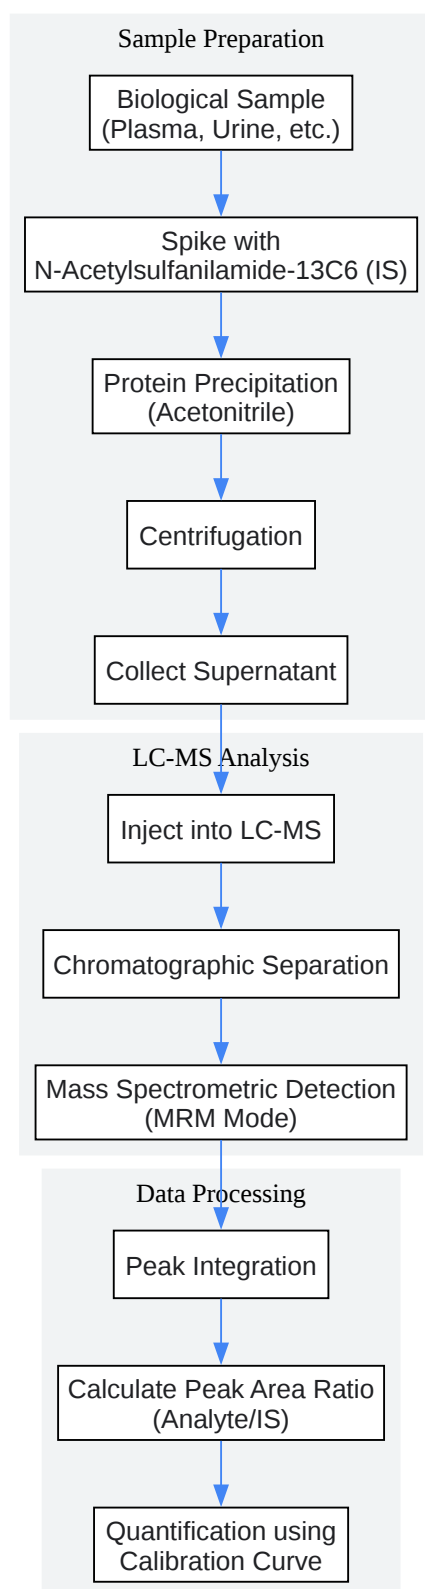 Sample Preparation
Biological Sample
(Plasma, Urine, etc.)
Spike with
N-Acetylsulfanilamide-13C6 (IS)
Protein Precipitation
(Acetonitrile)
Centrifugation
Collect Supernatant
LC-MS Analysis
Inject into LC-MS
Chromatographic Separation
Mass Spectrometric Detection
(MRM Mode)
Data Processing
Peak Integration
Calculate Peak Area Ratio
(Analyte/IS)
Quantification using
Calibration Curve